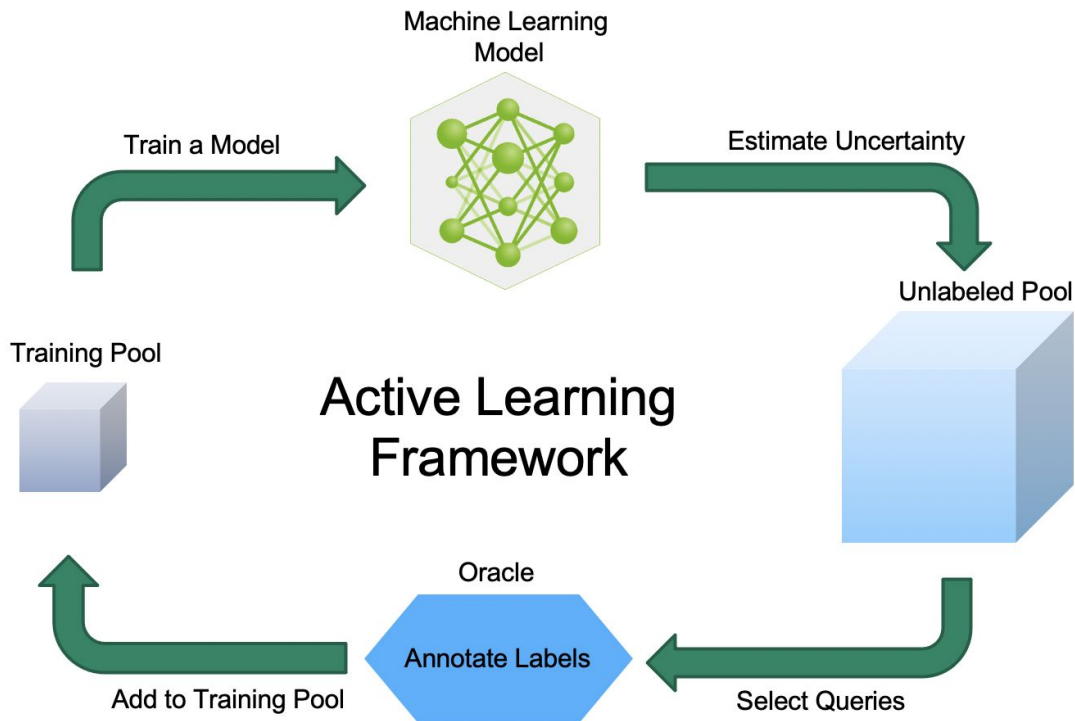 Machine Learning
Model
Train a Model
Estimate Uncertainty
Unlabeled Pool
Training Pool
Active Learning
Framework
Oracle
Annotate Labels
Add to Training Pool
Select Queries